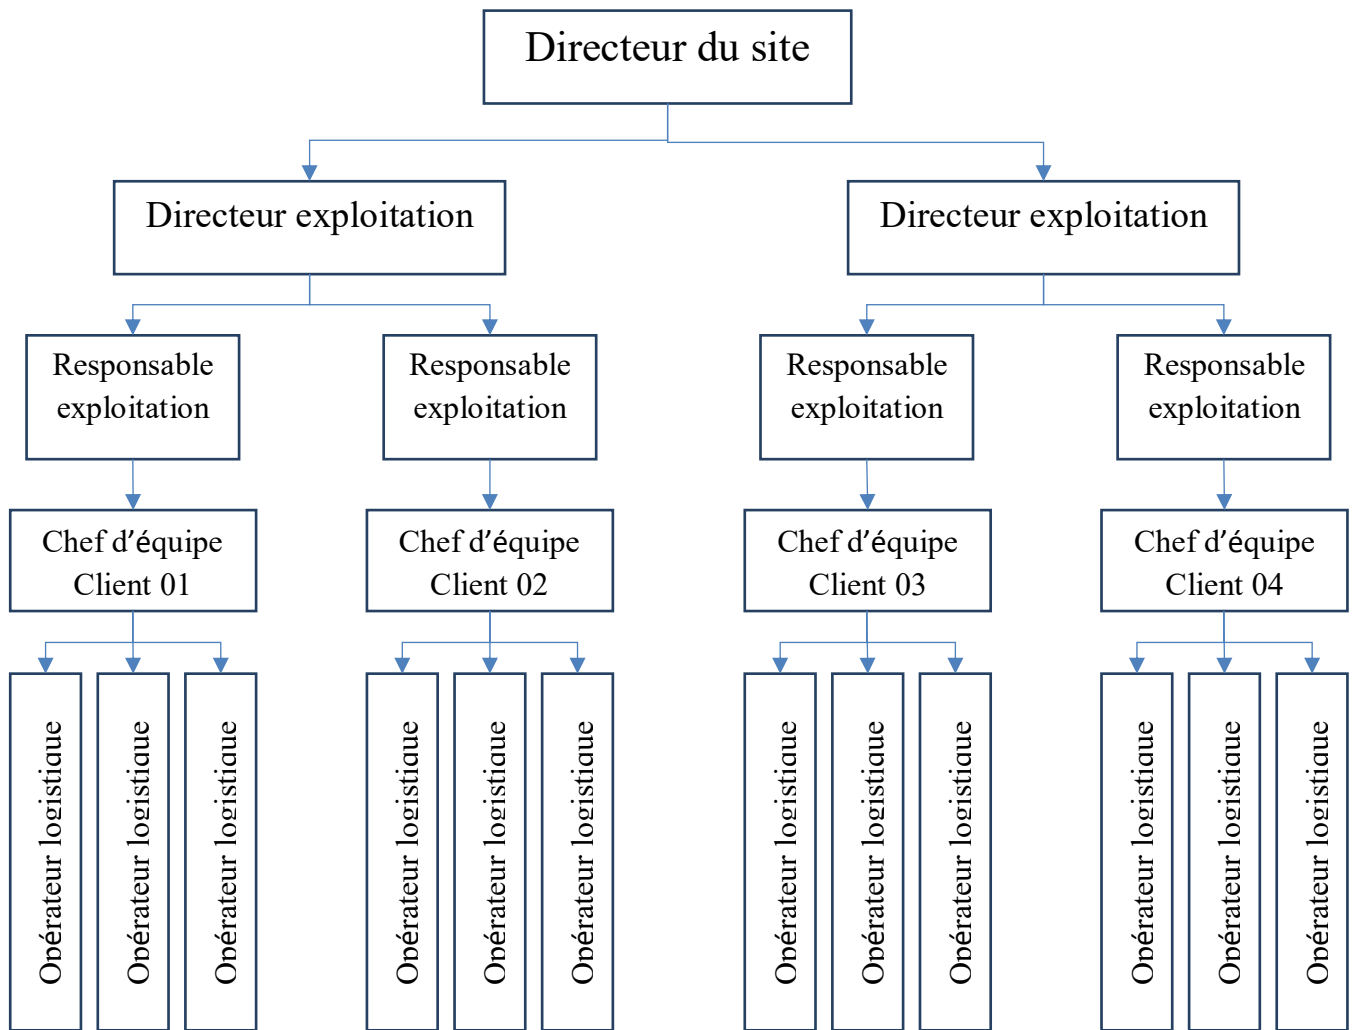 Directeur du site
Directeur exploitation
Directeur exploitation
Responsable
exploitation
Responsable
exploitation
Responsable
exploitation
Responsable
exploitation
Chef d’équipe
Client 01
Chef d’équipe
Client 02
Chef d’équipe
Client 03
Chef d’équipe
Client 04
Opérateur logistique
Opérateur logistique
Opérateur logistique
Opérateur logistique
Opérateur logistique
Opérateur logistique
Opérateur logistique
Opérateur logistique
Opérateur logistique
Opérateur logistique
Opérateur logistique
Opérateur logistique